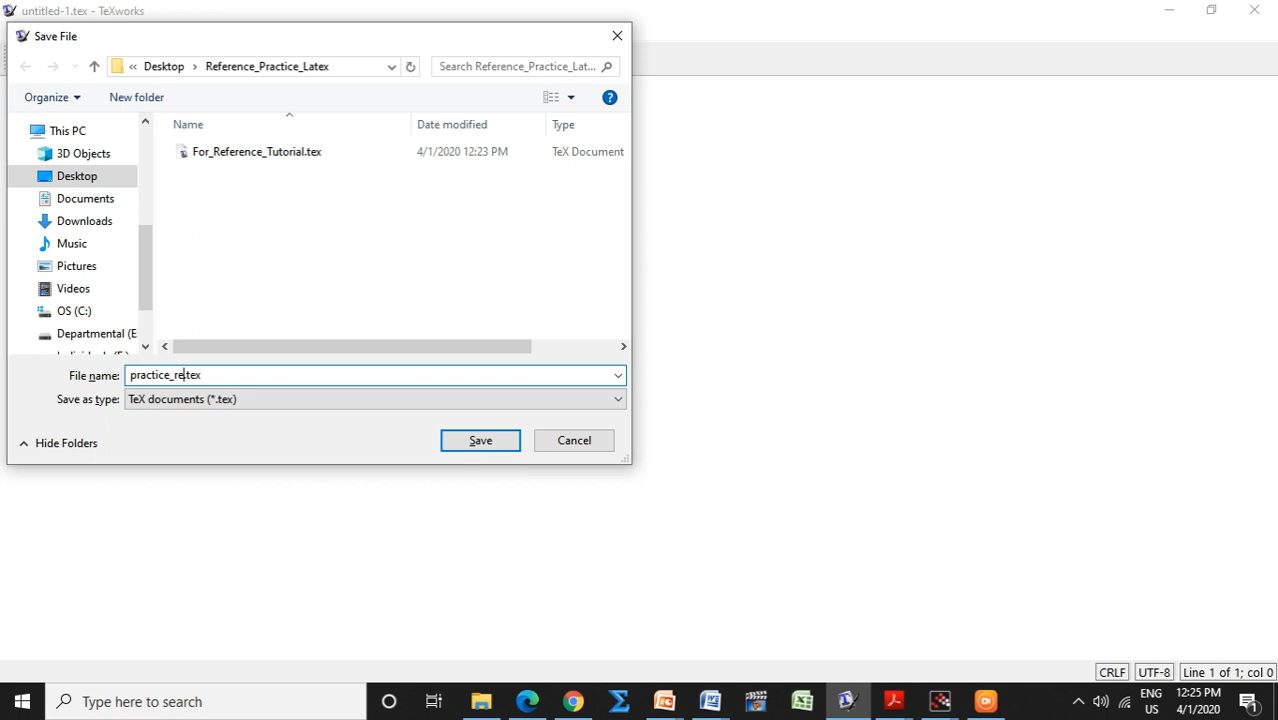 untitled-1.tex - TeXworks
Save File
« Desktop › Reference_Practice_Latex
Search Reference_Practice_Lat...
Organize
New folder
?
This PC
3D Objects
Desktop
Documents
Downloads
Music
Pictures
Videos
OS (C:)
Departmental (E:
Name
Date modified
Type
For_Reference_Tutorial.tex
4/1/2020 12:23 PM
TeX Document
File name:
practice_re.tex
Save as type:
TeX documents (*.tex)
Hide Folders
Save
Cancel
CRLF
UTF-8
Line 1 of 1; col 0
Type here to search
ENG
US
12:25 PM
4/1/2020
1